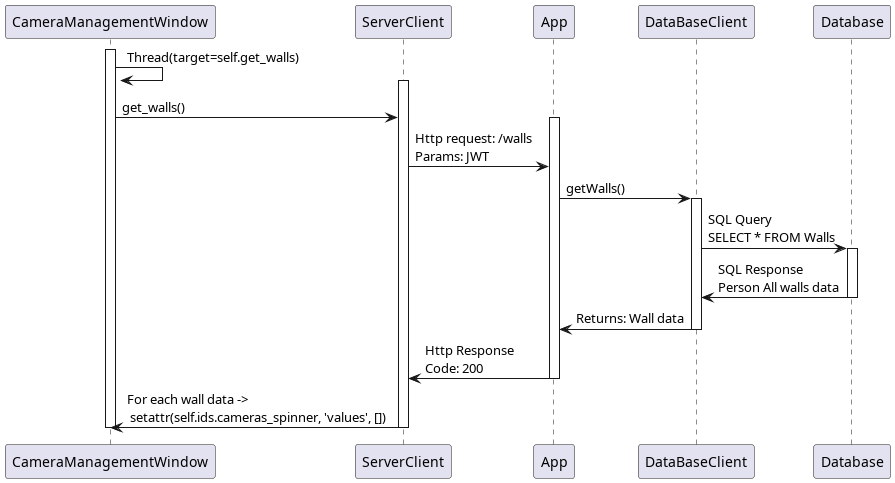 CameraManagementWindow
ServerClient
App
DataBaseClient
Database
Thread(target=self.get_walls)
get_walls()
Http request: /walls
Params: JWT
getWalls()
SQL Query
SELECT * FROM Walls
SQL Response
Person All walls data
Returns: Wall data
Http Response
Code: 200
For each wall data ->
setattr(self.ids.cameras_spinner, 'values', [])
CameraManagementWindow
ServerClient
App
DataBaseClient
Database